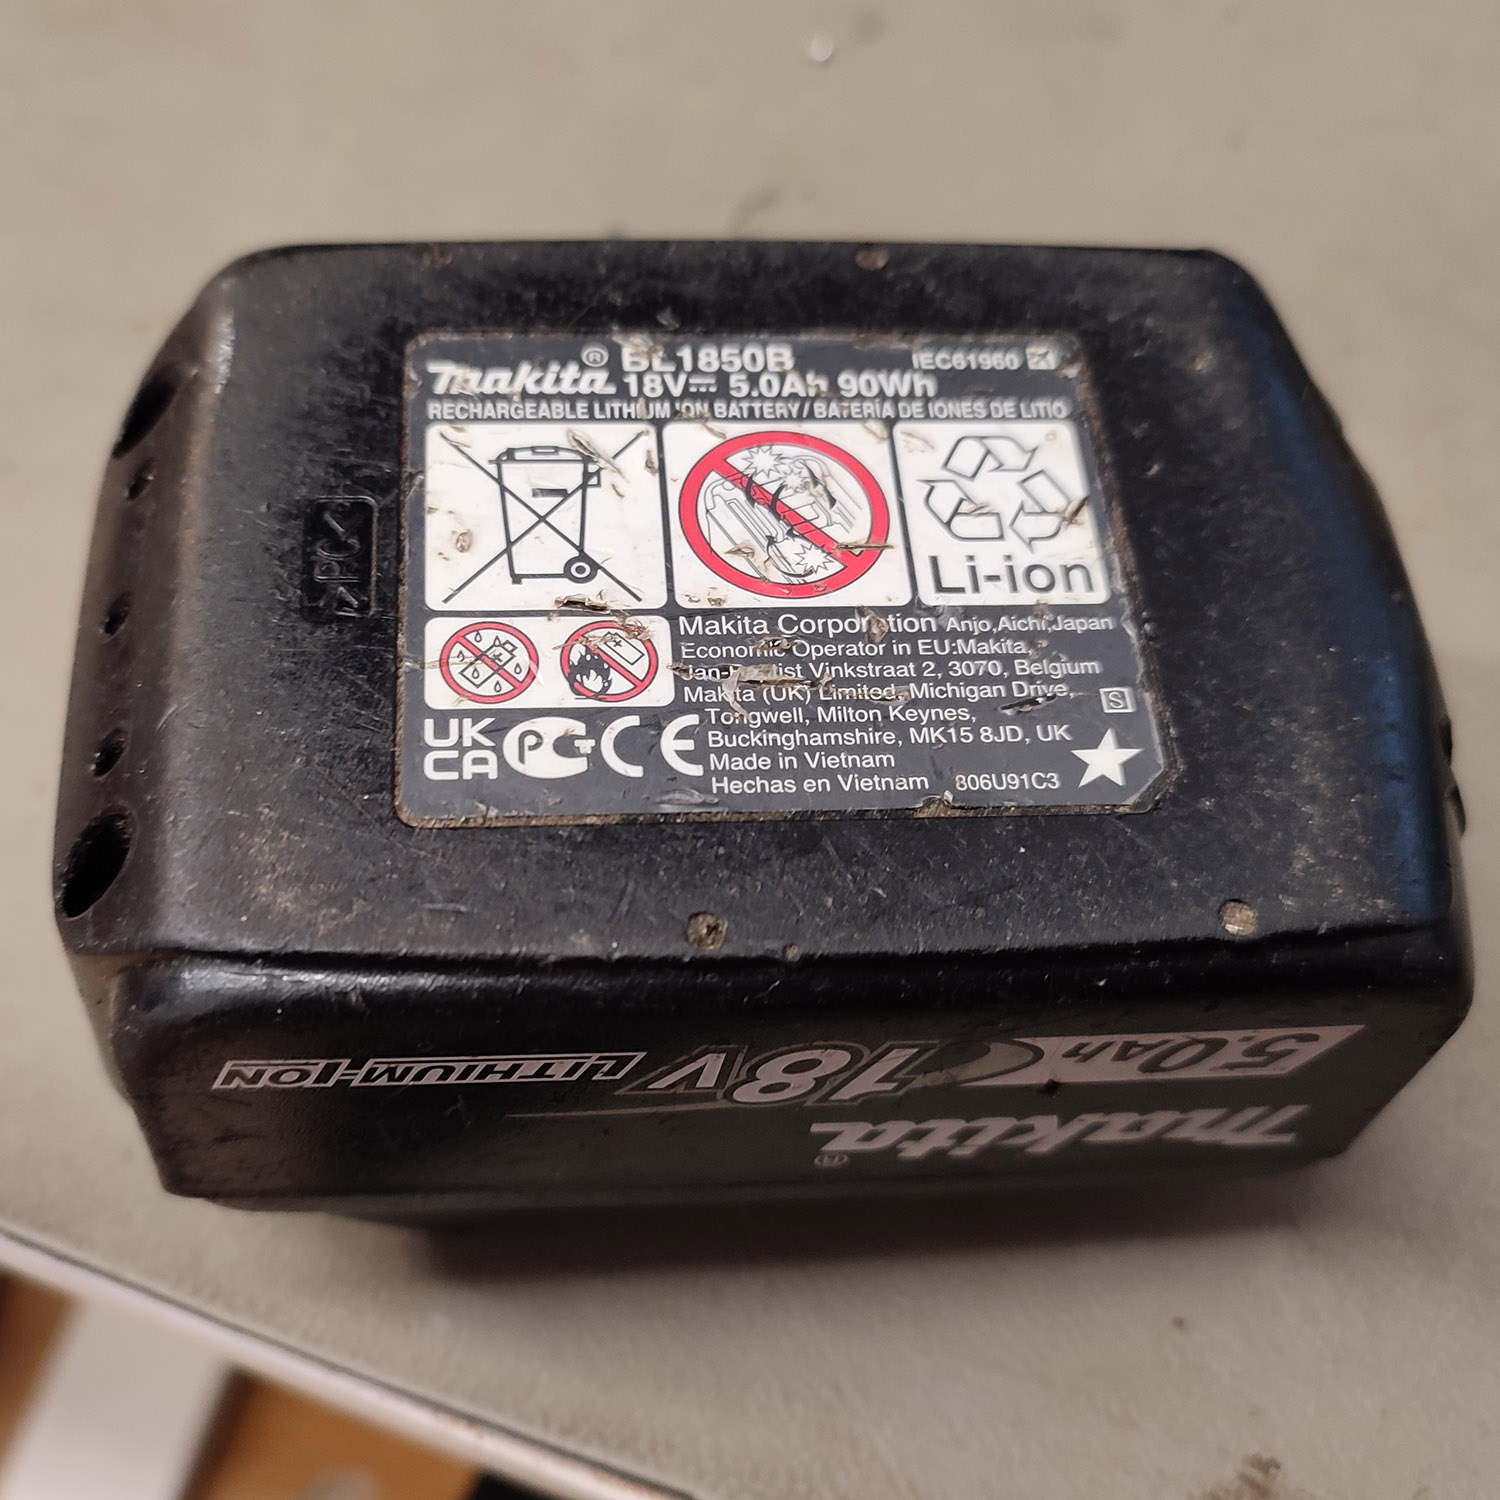 makita® BL1850B IEC61960
18V 5.0Ah 90Wh
RECHARGEABLE LITHIUM ION BATTERY / BATERÍA DE IONES DE LITIO
Li-ion
Makita Corporation Anjo,Aichi,Japan
Economic Operator in EU:Makita,
Vinkstraat 2, 3070, Belgium
Makita (UK) Limited, Michigan Drive,
S
Tongwell, Milton Keynes,
Buckinghamshire, MK15 8JD, UK
Made in Vietnam
Hechas en Vietnam 806U91C3
UK
CA PCT CE
>PC<
5.0Ah 18V LITHIUM-ION
makita®